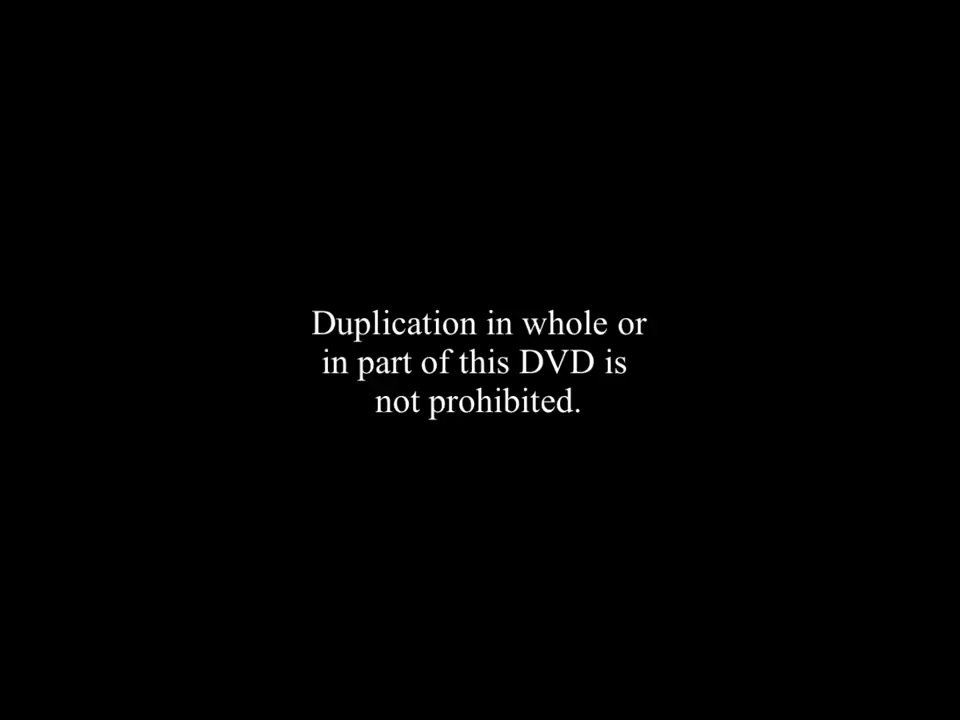 Duplication in whole or
in part of this DVD is
not prohibited.